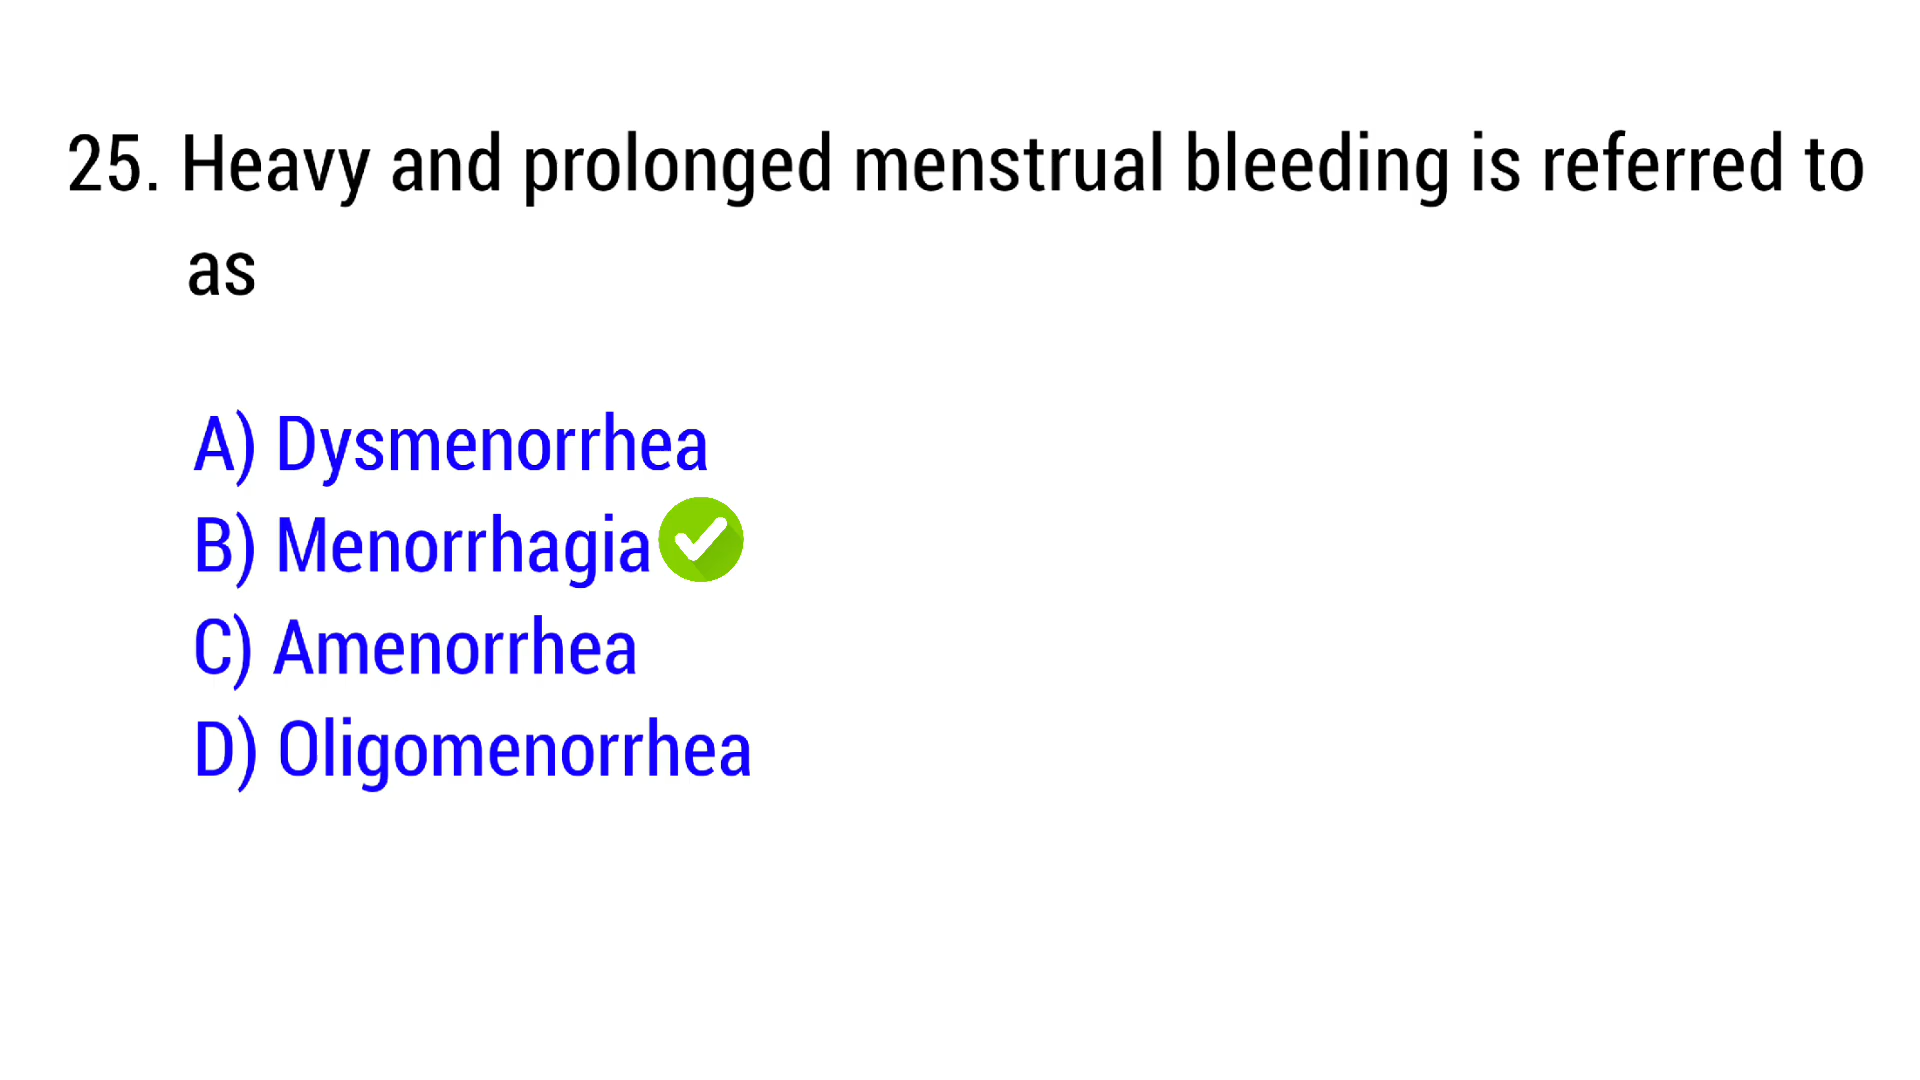 25. Heavy and prolonged menstrual bleeding is referred to
as
A) Dysmenorrhea
B) Menorrhagia
C) Amenorrhea
D) Oligomenorrhea